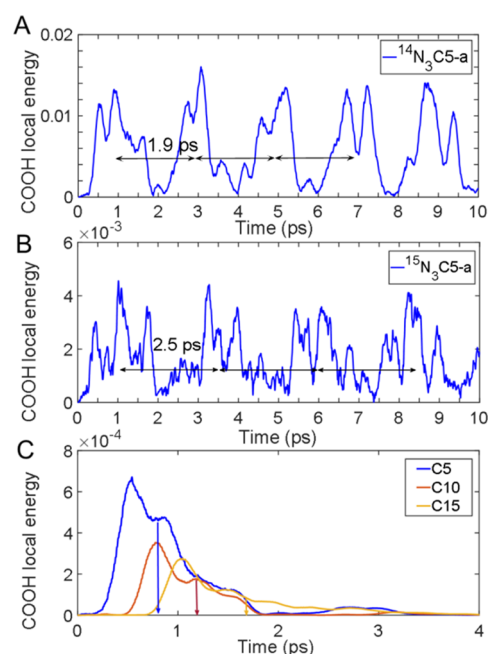 A
0.02
0.01
0
COOH local energy
¹⁴N₃C5-a
1.9 ps
0 1 2 3 4 5 6 7 8 9 10
Time (ps)
B
×10⁻³
6
4
2
0
COOH local energy
¹⁵N₃C5-a
2.5 ps
0 1 2 3 4 5 6 7 8 9 10
Time (ps)
C
×10⁻⁴
8
6
4
2
0
COOH local energy
C5
C10
C15
0 1 2 3 4
Time (ps)